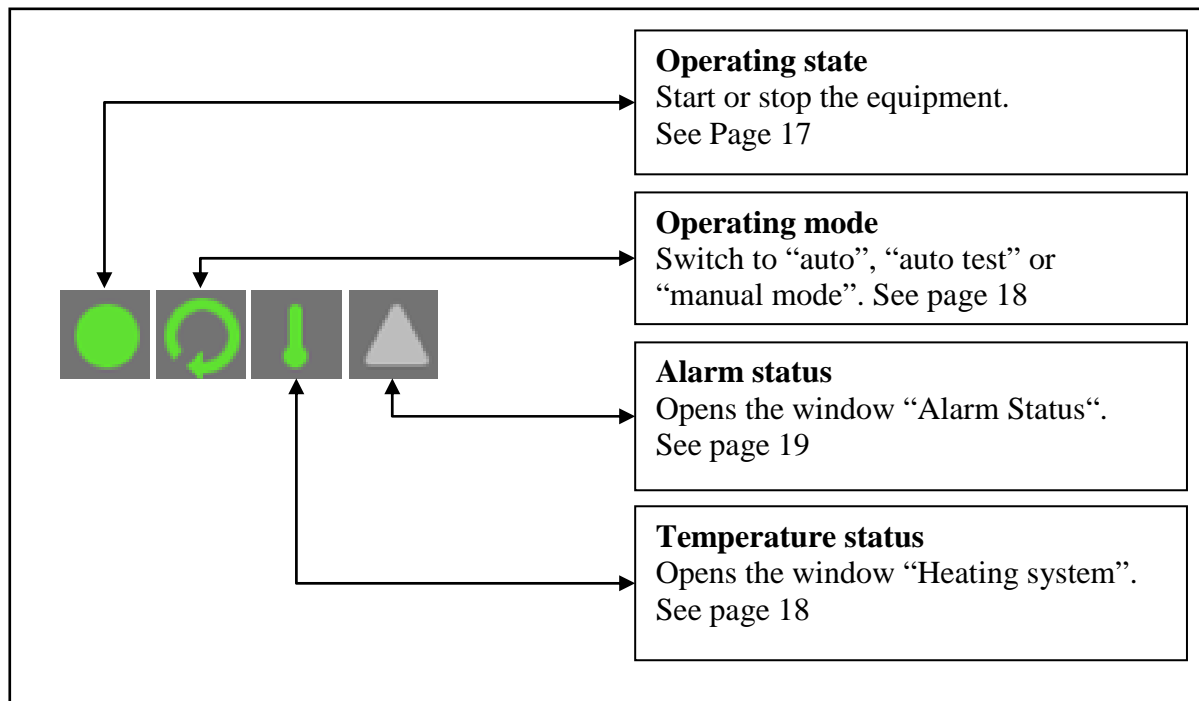 Operating state
Start or stop the equipment.
See Page 17
Operating mode
Switch to “auto”, “auto test” or
“manual mode”. See page 18
Alarm status
Opens the window “Alarm Status“.
See page 19
Temperature status
Opens the window “Heating system”.
See page 18